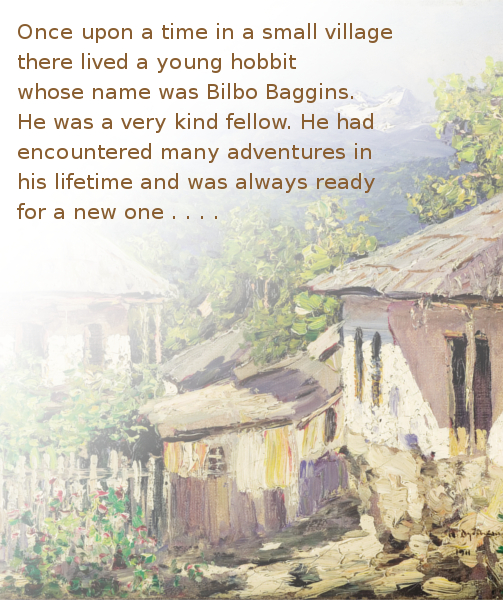 Once upon a time in a small village
there lived a young hobbit
whose name was Bilbo Baggins.
He was a very kind fellow. He had
encountered many adventures in
his lifetime and was always ready
for a new one . . . .
1911